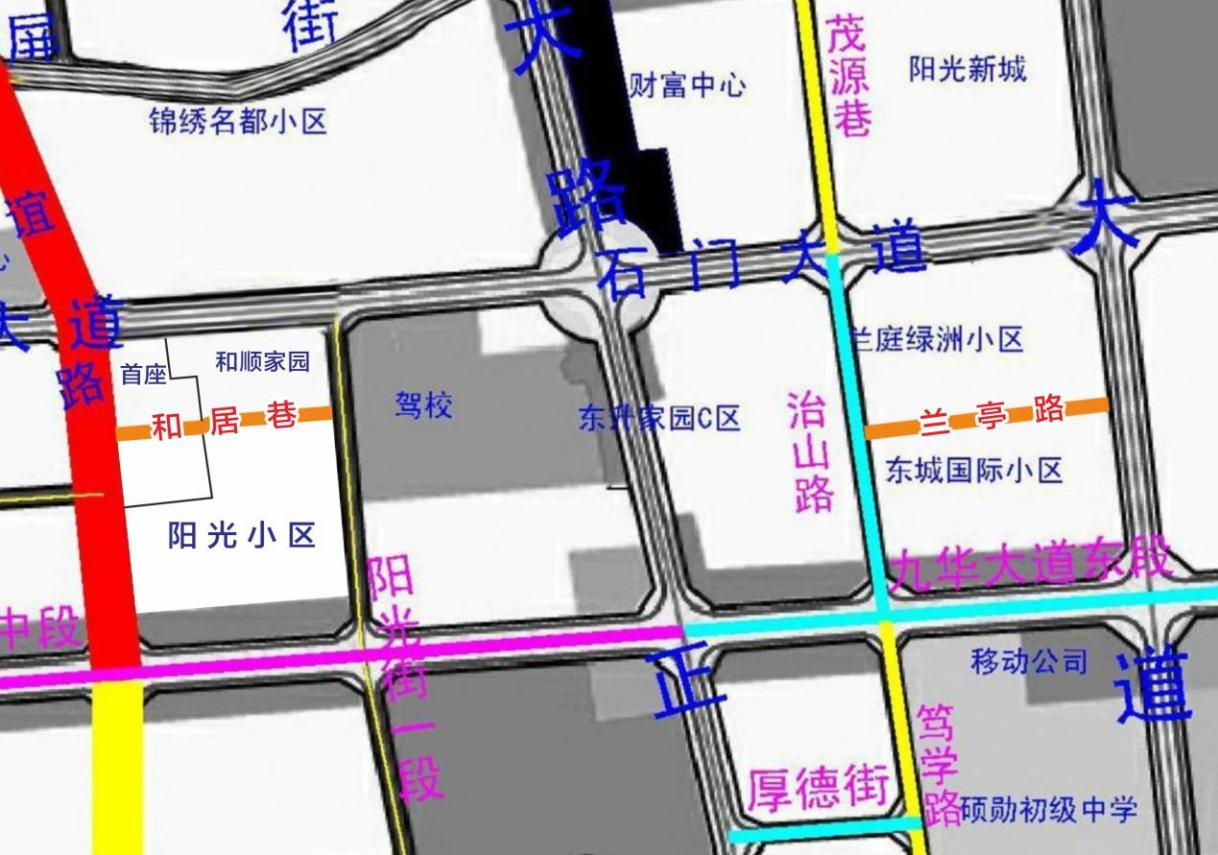 屏
街
大
路
财富中心
茂源巷
阳光新城
锦绣名都小区
谊
心
大道
路
石门大道
大
首座
和顺家园
和居巷
驾校
东升家园C区
兰庭绿洲小区
治山路
兰亭路
东城国际小区
阳光小区
阳光街一段
九华大道东段
中段
正
移动公司
道
笃学路
厚德街
硕勋初级中学